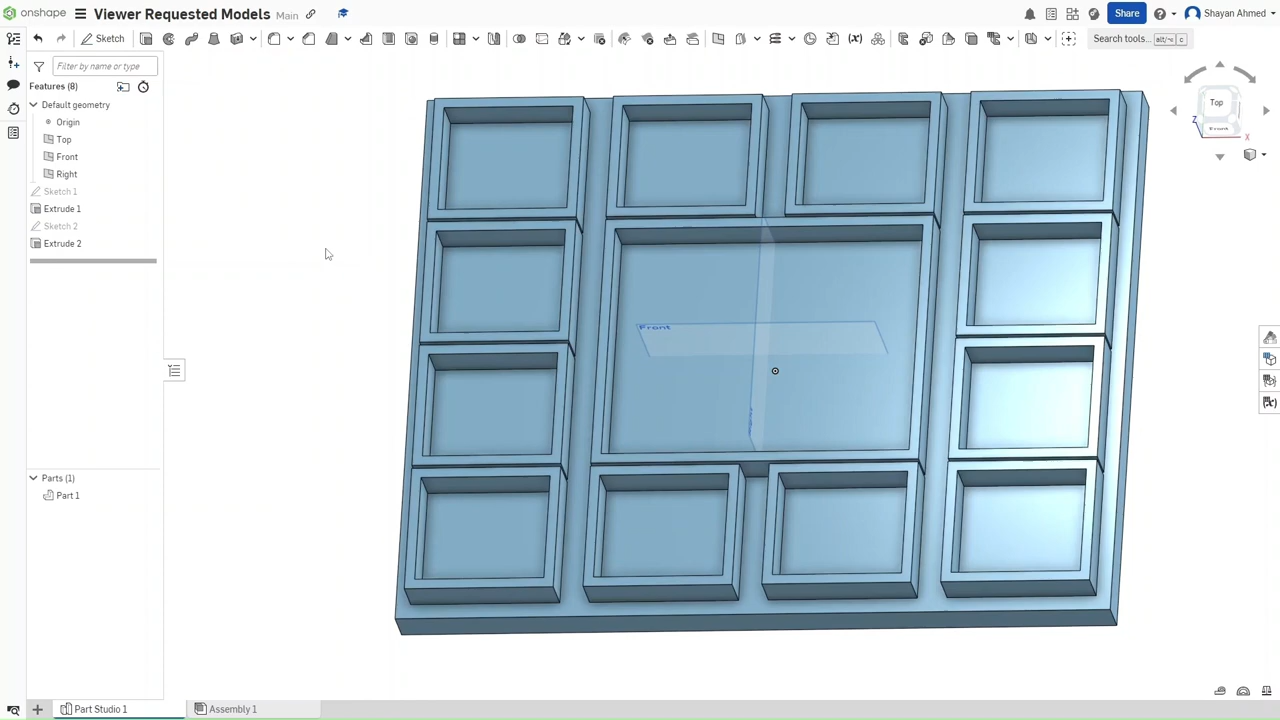 onshape
Viewer Requested Models Main
Share
Shayan Ahmed
Sketch
Search tools... alt/⌥ c
Filter by name or type
Features (8)
Default geometry
Origin
Top
Front
Right
Sketch 1
Extrude 1
Sketch 2
Extrude 2
Parts (1)
Part 1
Front
Top
Front
Z
X
Part Studio 1
Assembly 1